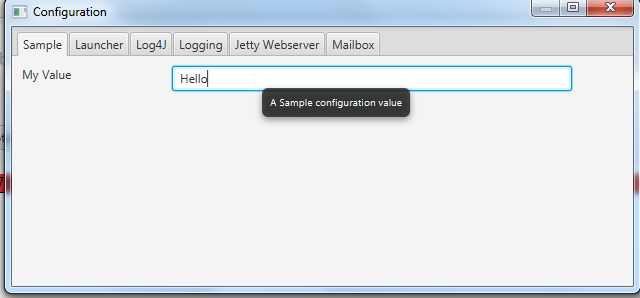 Configuration
Sample Launcher Log4J Logging Jetty Webserver Mailbox
My Value Hello
A Sample configuration value